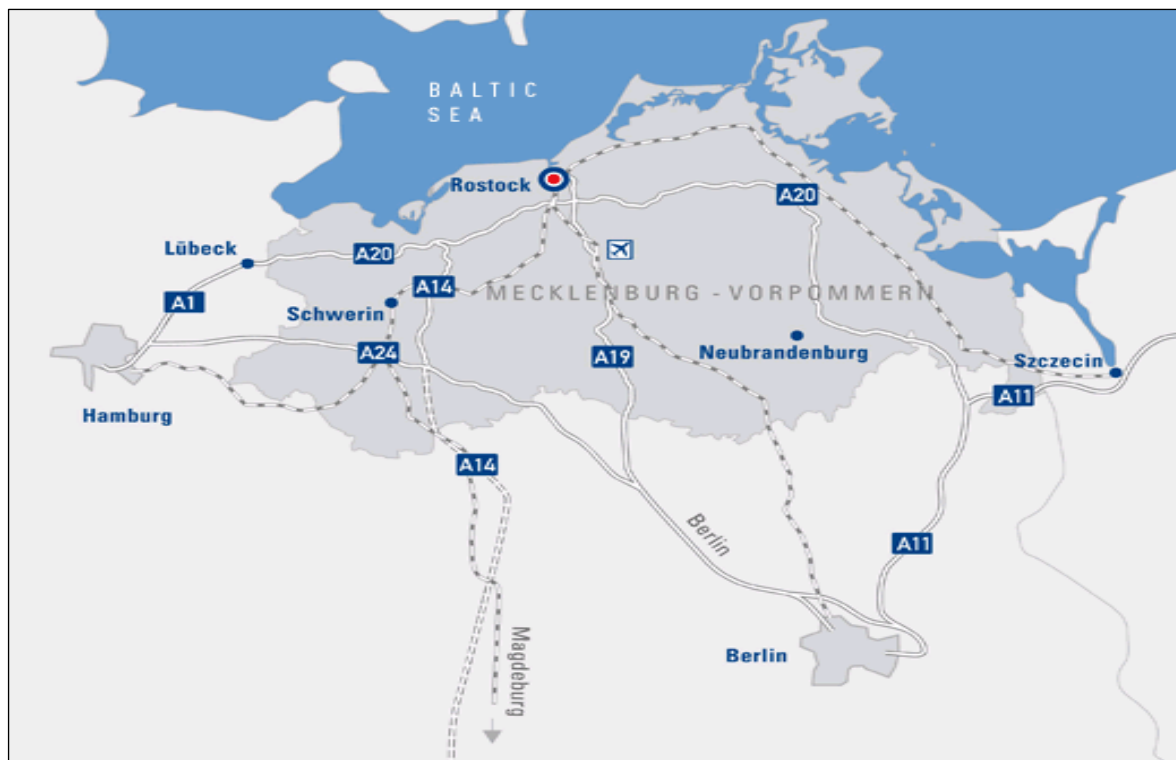 BALTIC
SEA
Rostock
A20
Lübeck
A20
A14
MECKLENBURG - VORPOMMERN
A1
Schwerin
Neubrandenburg
A24
A19
Szczecin
A11
Hamburg
A14
Berlin
A11
Magdeburg
Berlin